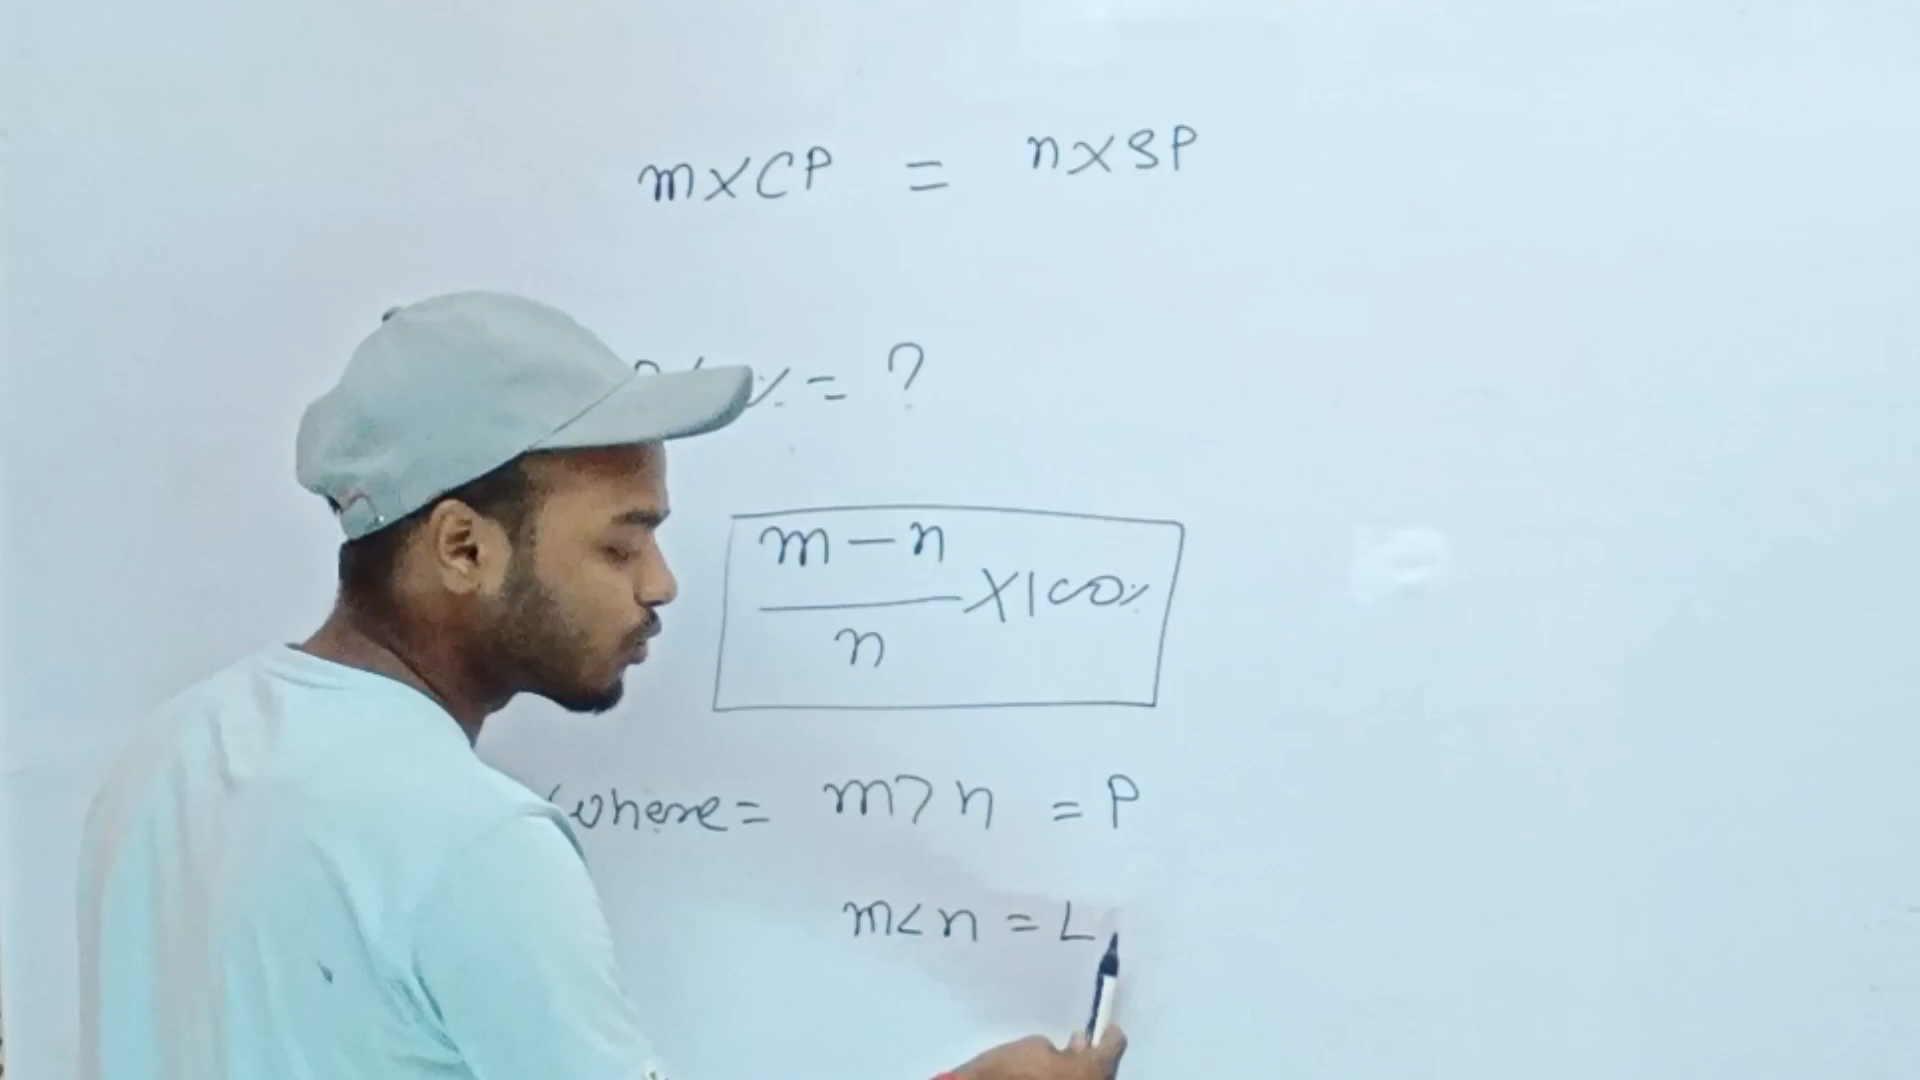 m×CP = n×SP
% = ?
m-n
n
×100%
where = m>n = P
m<n = L